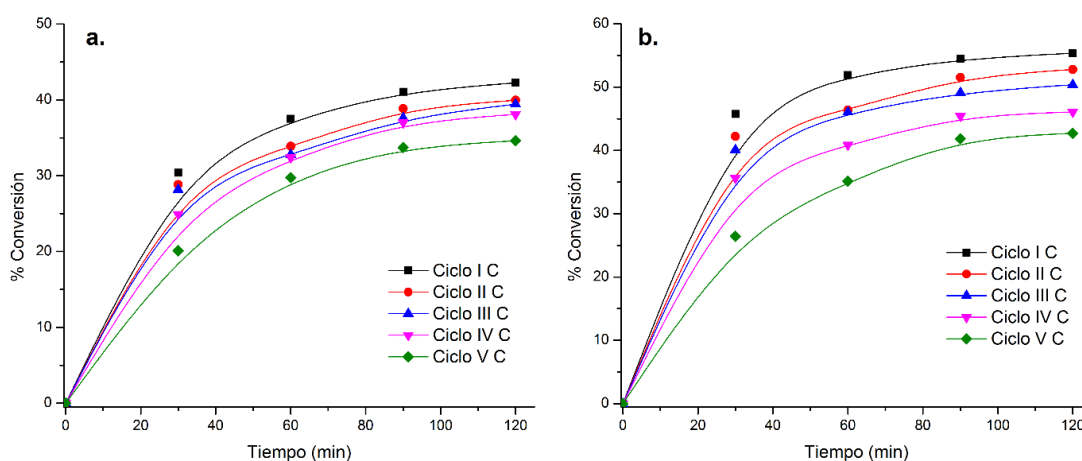 a.
50
40
30
20
10
0
% Conversión
0 20 40 60 80 100 120
Tiempo (min)
Ciclo I C
Ciclo II C
Ciclo III C
Ciclo IV C
Ciclo V C
b.
60
50
40
30
20
10
0
% Conversión
0 20 40 60 80 100 120
Tiempo (min)
Ciclo I C
Ciclo II C
Ciclo III C
Ciclo IV C
Ciclo V C